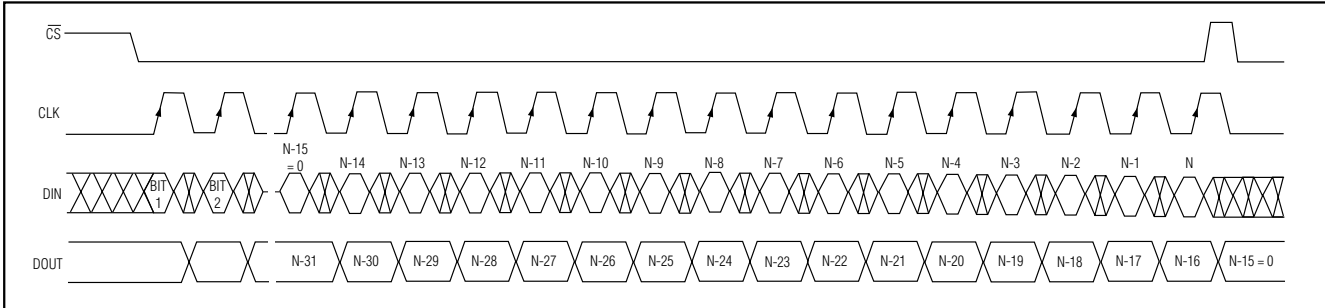 CS
CLK
N-15
= 0
N-14 N-13 N-12 N-11 N-10 N-9 N-8 N-7 N-6 N-5 N-4 N-3 N-2 N-1 N
DIN
BIT
1
BIT
2
DOUT
N-31 N-30 N-29 N-28 N-27 N-26 N-25 N-24 N-23 N-22 N-21 N-20 N-19 N-18 N-17 N-16 N-15 = 0